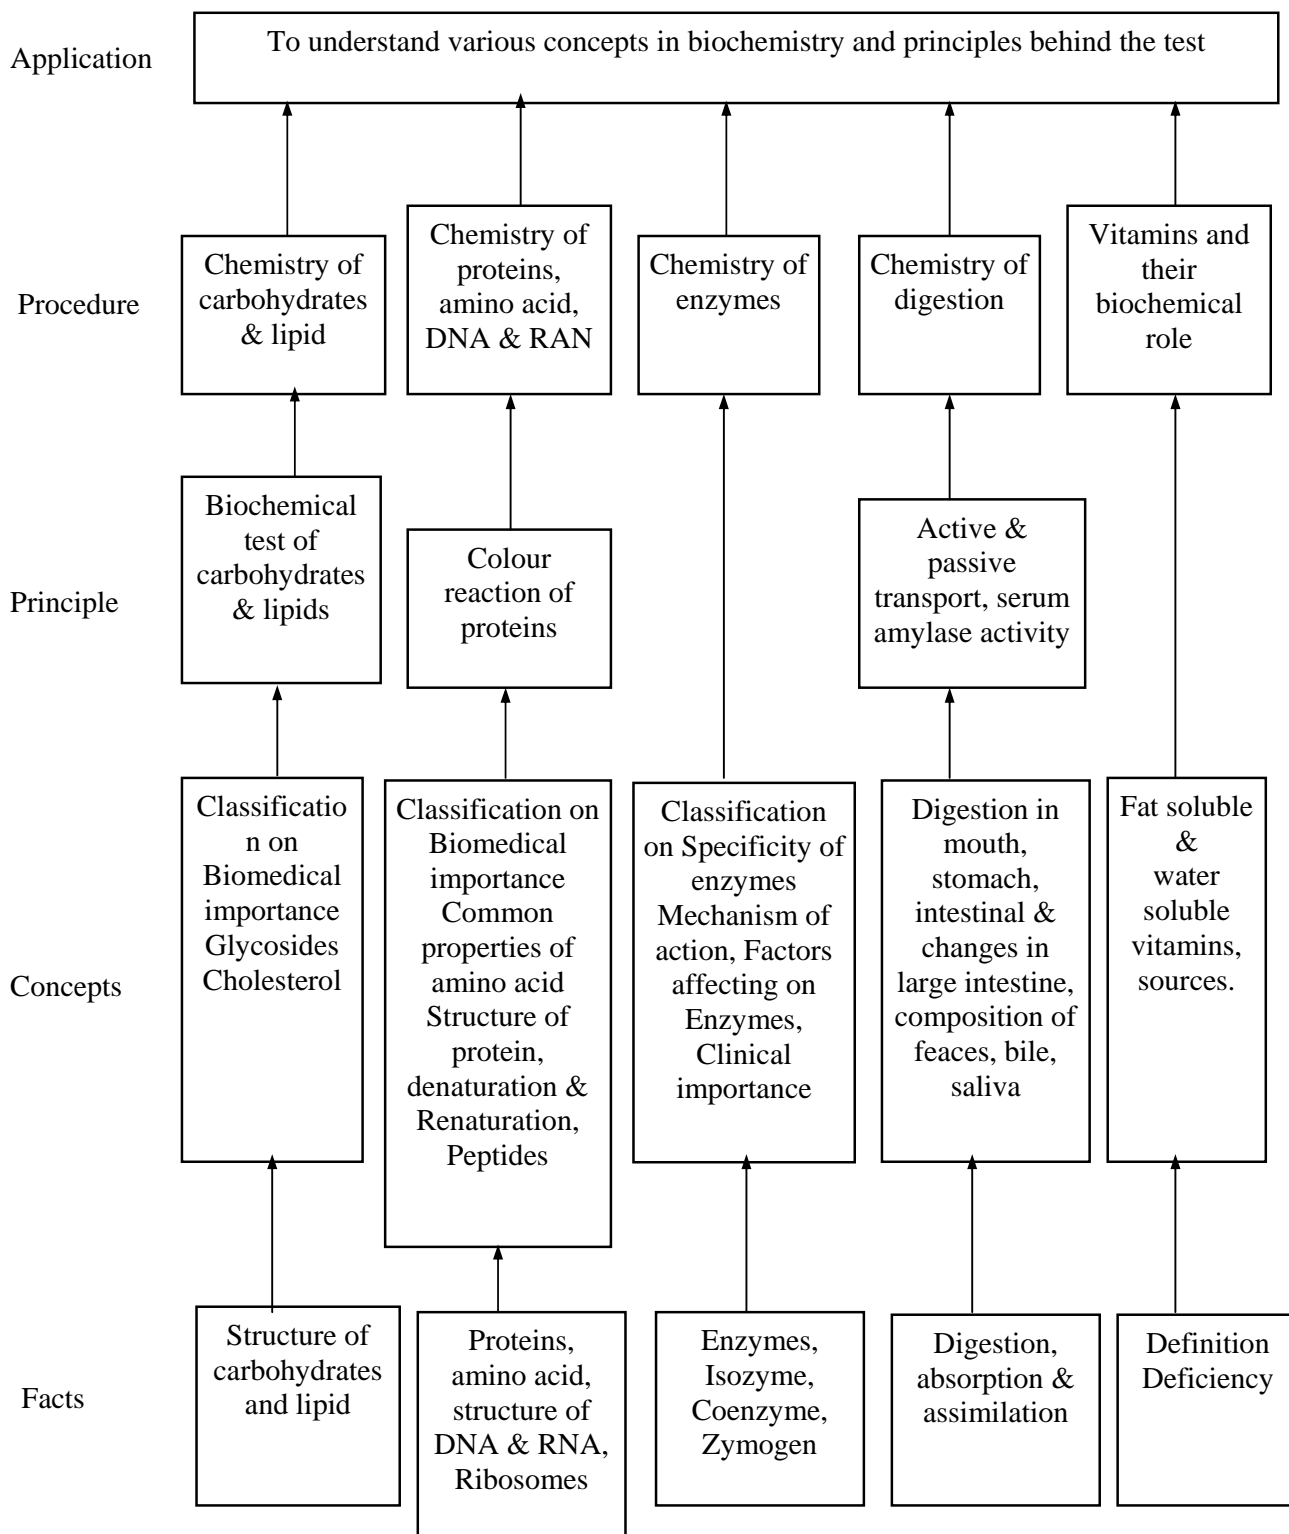 Application
To understand various concepts in biochemistry and principles behind the test
Procedure
Chemistry of
carbohydrates
& lipid
Chemistry of
proteins,
amino acid,
DNA & RAN
Chemistry of
enzymes
Chemistry of
digestion
Vitamins and
their
biochemical
role
Principle
Biochemical
test of
carbohydrates
& lipids
Colour
reaction of
proteins
Active &
passive
transport, serum
amylase activity
Concepts
Classificatio
n on
Biomedical
importance
Glycosides
Cholesterol
Classification on
Biomedical
importance
Common
properties of
amino acid
Structure of
protein,
denaturation &
Renaturation,
Peptides
Classification
on Specificity of
enzymes
Mechanism of
action, Factors
affecting on
Enzymes,
Clinical
importance
Digestion in
mouth,
stomach,
intestinal &
changes in
large intestine,
composition of
feaces, bile,
saliva
Fat soluble
&
water
soluble
vitamins,
sources.
Facts
Structure of
carbohydrates
and lipid
Proteins,
amino acid,
structure of
DNA & RNA,
Ribosomes
Enzymes,
Isozyme,
Coenzyme,
Zymogen
Digestion,
absorption &
assimilation
Definition
Deficiency